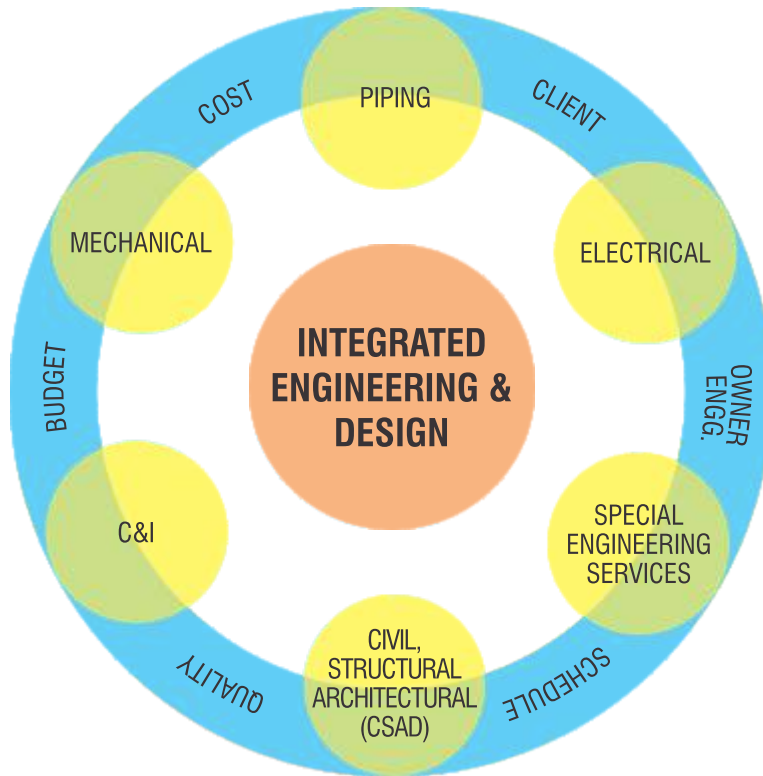 PIPING
CLIENT
ELECTRICAL
OWNER
ENGG.
SPECIAL
ENGINEERING
SERVICES
SCHEDULE
CIVIL,
STRUCTURAL
ARCHITECTURAL
(CSAD)
QUALITY
C&I
BUDGET
MECHANICAL
COST
INTEGRATED
ENGINEERING &
DESIGN